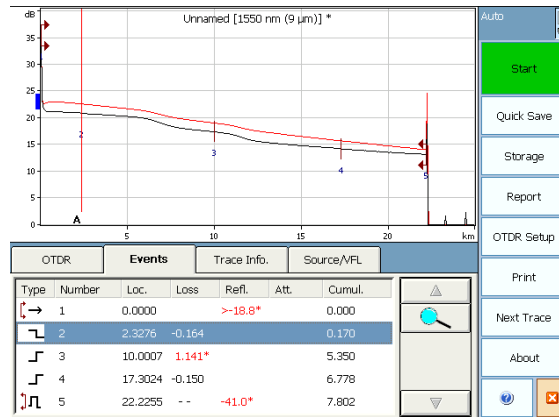 dB
Unnamed [1550 nm (9 µm)] *
Auto
35
30
25
20
15
10
5
0
2
3
4
5
A
5
10
15
20
km
Start
Quick Save
Storage
Report
OTDR Setup
Print
Next Trace
About
OTDR
Events
Trace Info.
Source/VFL
Type Number Loc. Loss Refl. Att. Cumul.
1 0.0000 >-18.8* 0.000
2 2.3276 -0.164 0.170
3 10.0007 1.141* 5.350
4 17.3024 -0.150 6.778
5 22.2255 -- -41.0* 7.802